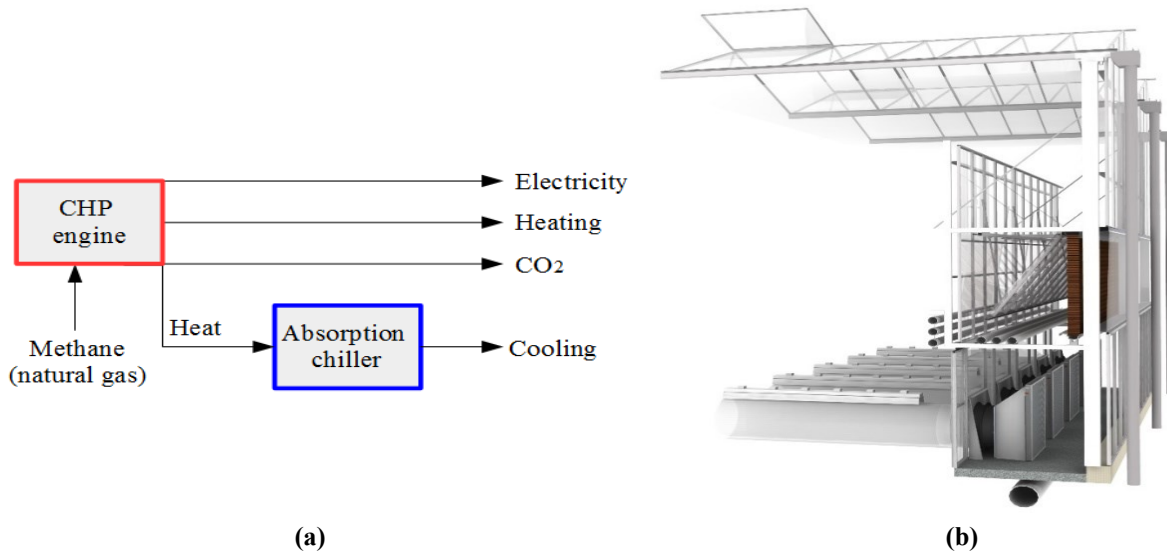 Electricity
CHP
engine
Heating
CO2
Heat
Absorption
chiller
Cooling
Methane
(natural gas)
(a)
(b)